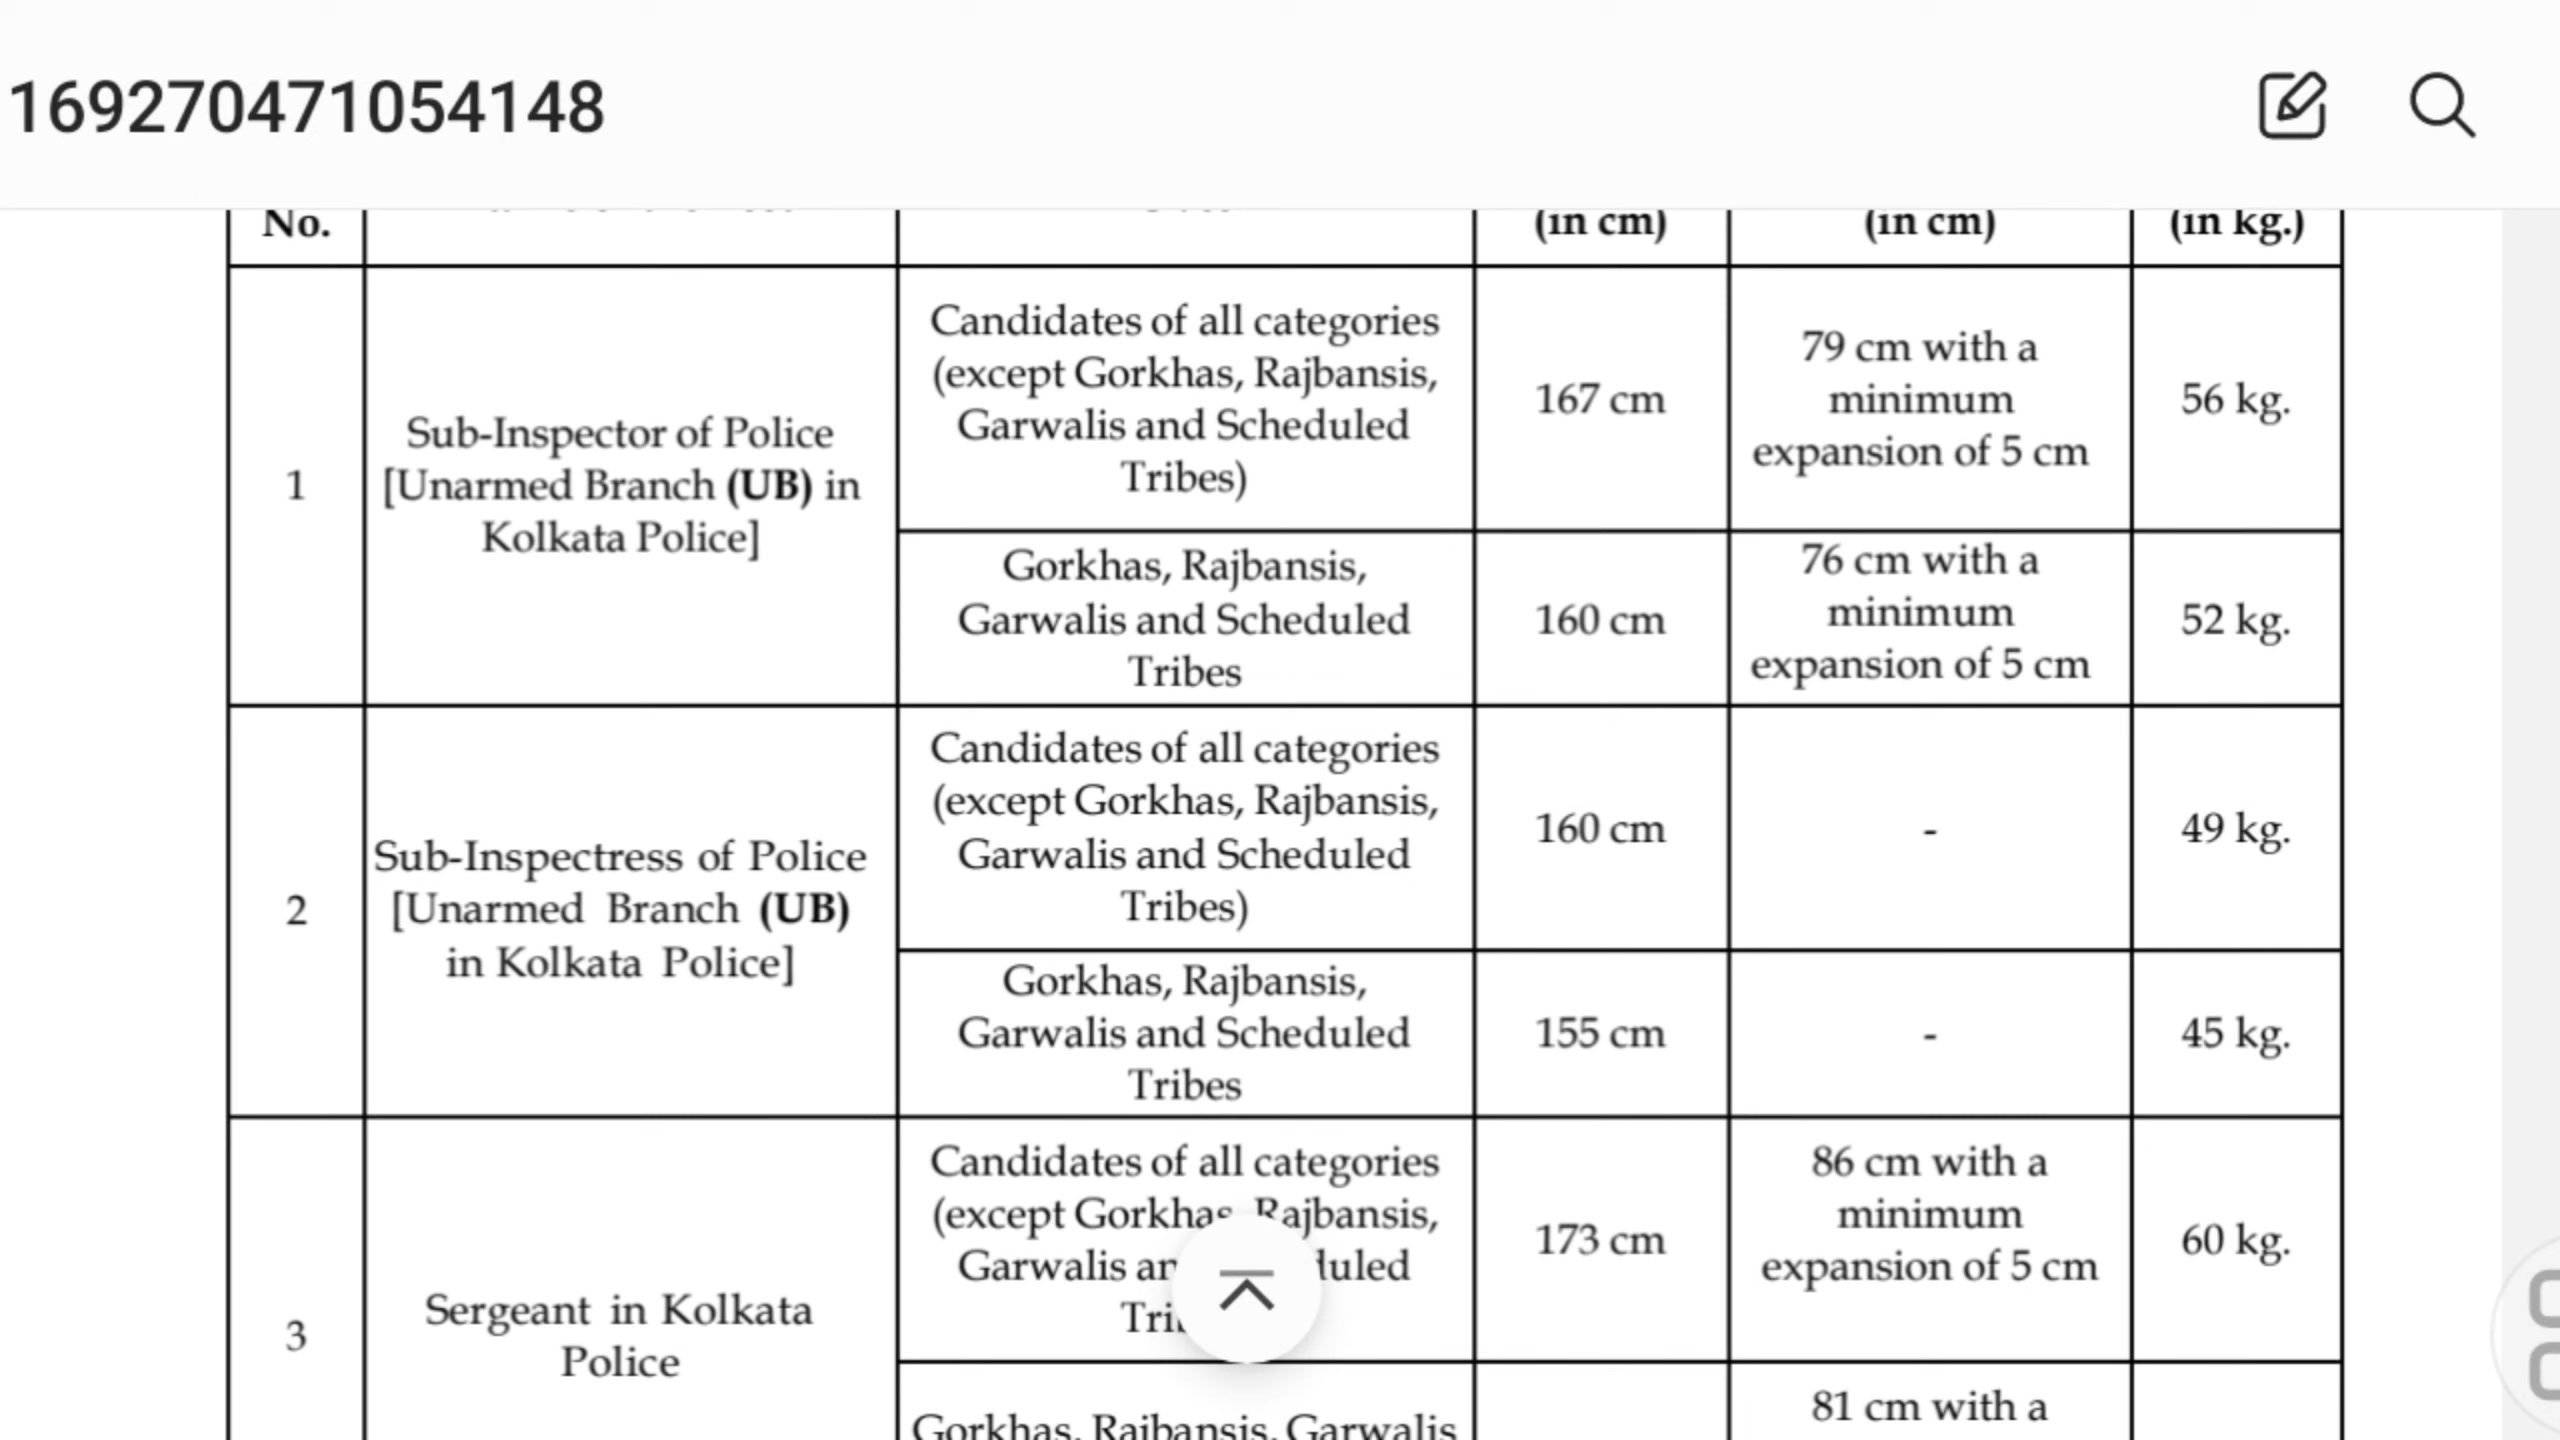 169270471054148
No.
(in cm)
(in cm)
(in kg.)
1
Sub-Inspector of Police
[Unarmed Branch (UB) in
Kolkata Police]
Candidates of all categories
(except Gorkhas, Rajbansis,
Garwalis and Scheduled
Tribes)
167 cm
79 cm with a
minimum
expansion of 5 cm
56 kg.
Gorkhas, Rajbansis,
Garwalis and Scheduled
Tribes
160 cm
76 cm with a
minimum
expansion of 5 cm
52 kg.
2
Sub-Inspectress of Police
[Unarmed Branch (UB)
in Kolkata Police]
Candidates of all categories
(except Gorkhas, Rajbansis,
Garwalis and Scheduled
Tribes)
160 cm
-
49 kg.
Gorkhas, Rajbansis,
Garwalis and Scheduled
Tribes
155 cm
-
45 kg.
3
Sergeant in Kolkata
Police
Candidates of all categories
(except Gorkhas, Rajbansis,
Garwalis
173 cm
86 cm with a
minimum
expansion of 5 cm
60 kg.
Gorkhas, Rajbansis, Garwalis
81 cm with a